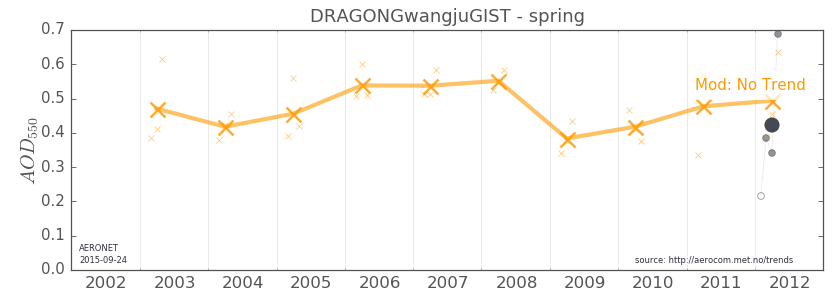 DRAGONGwangjuGIST - spring
0.7
0.6
0.5
0.4
0.3
0.2
0.1
0.0
AOD550
Mod: No Trend
AERONET
2015-09-24
source: http://aerocom.met.no/trends
2002 2003 2004 2005 2006 2007 2008 2009 2010 2011 2012